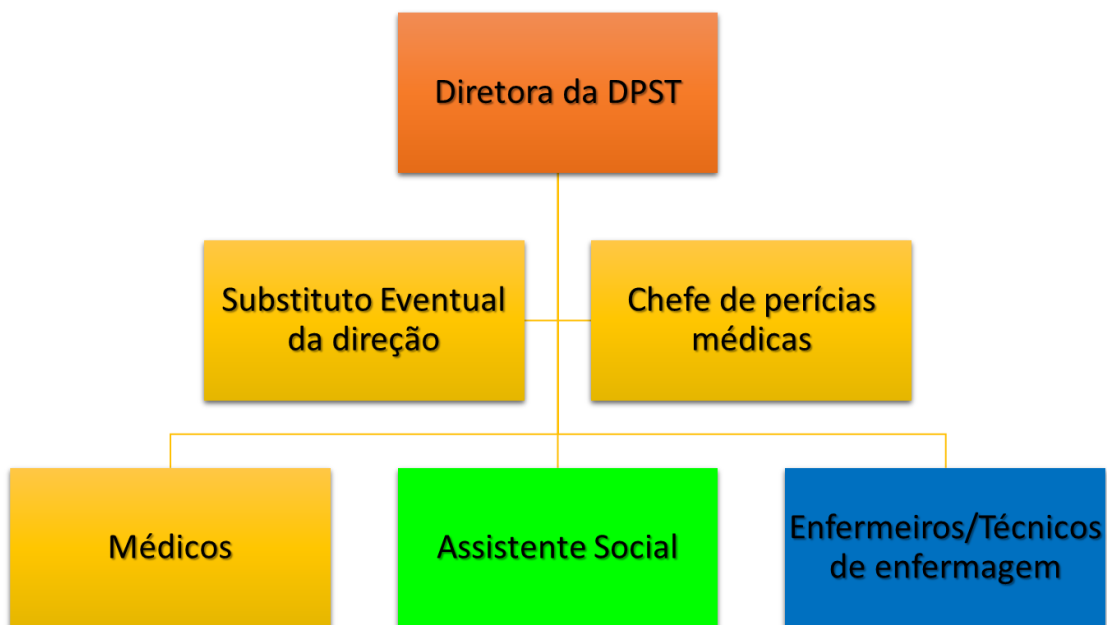 Diretora da DPST
Substituto Eventual
da direção
Chefe de perícias
médicas
Médicos
Assistente Social
Enfermeiros/Técnicos
de enfermagem